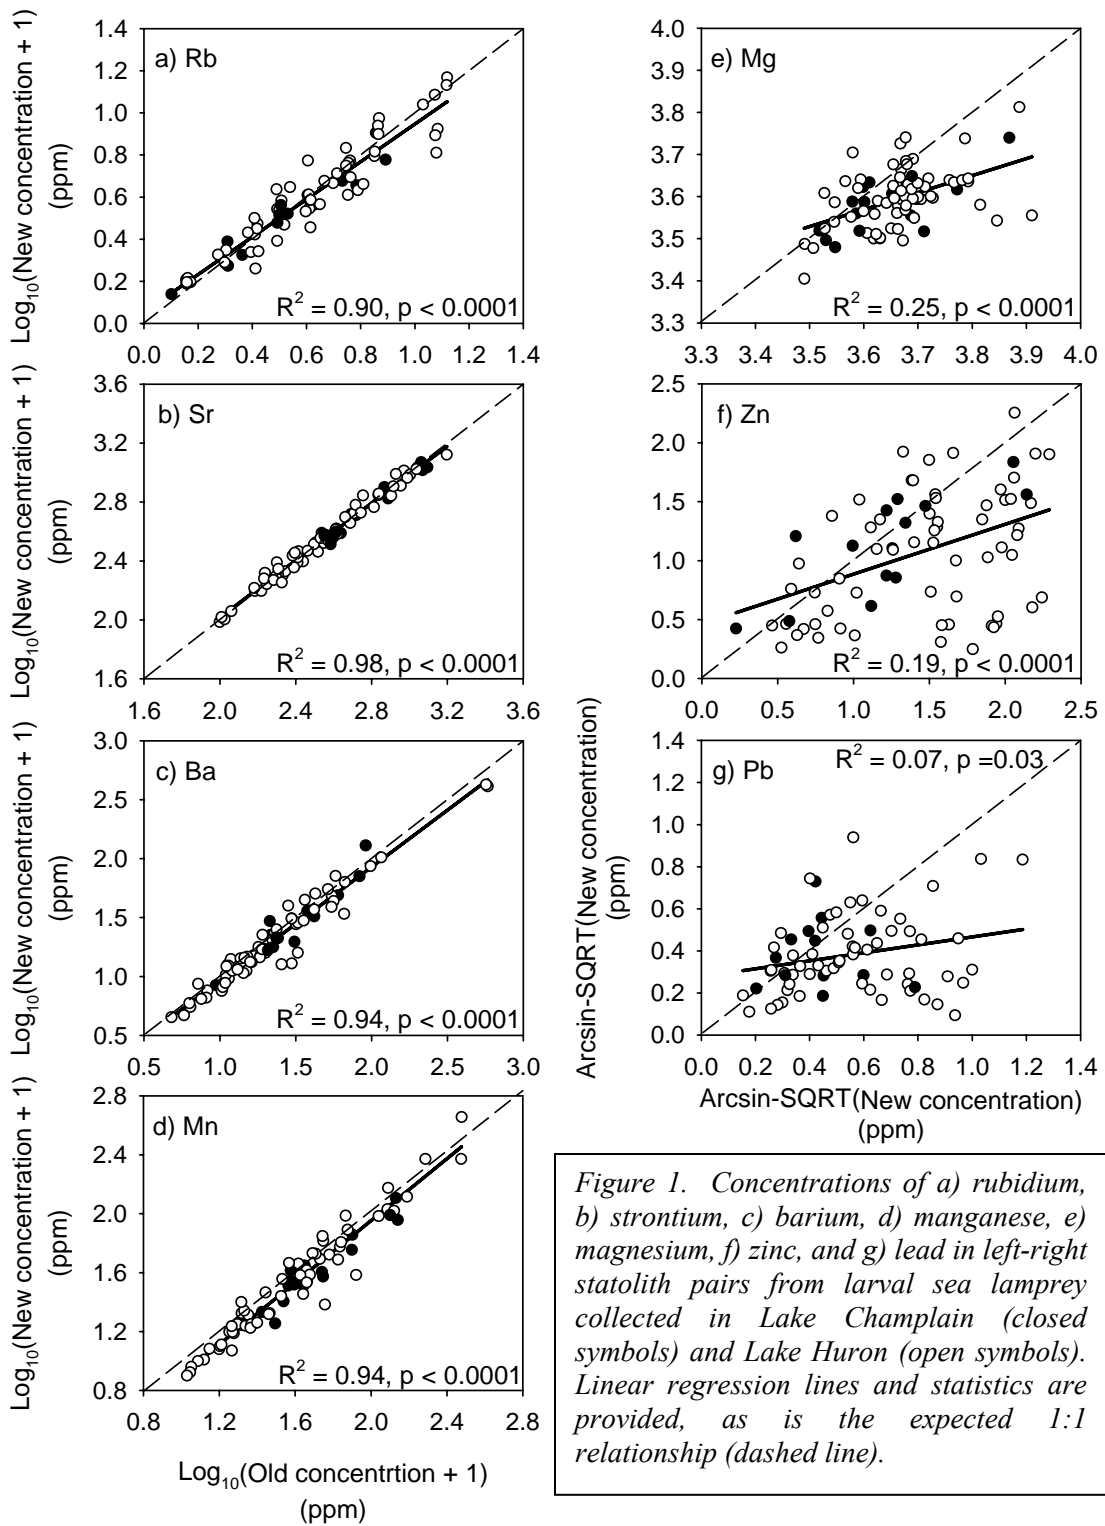 Log10(New concentration + 1)
(ppm)
1.4
1.2
1.0
0.8
0.6
0.4
0.2
0.0
a) Rb
R2 = 0.90, p < 0.0001
0.0 0.2 0.4 0.6 0.8 1.0 1.2 1.4
Log10(New concentration + 1)
(ppm)
3.6
3.2
2.8
2.4
2.0
1.6
b) Sr
R2 = 0.98, p < 0.0001
1.6 2.0 2.4 2.8 3.2 3.6
Log10(New concentration + 1)
(ppm)
3.0
2.5
2.0
1.5
1.0
0.5
c) Ba
R2 = 0.94, p < 0.0001
0.5 1.0 1.5 2.0 2.5 3.0
Log10(New concentration + 1)
(ppm)
2.8
2.4
2.0
1.6
1.2
0.8
d) Mn
R2 = 0.94, p < 0.0001
0.8 1.2 1.6 2.0 2.4 2.8
Log10(Old concentrtion + 1)
(ppm)
4.0
3.9
3.8
3.7
3.6
3.5
3.4
3.3
e) Mg
R2 = 0.25, p < 0.0001
3.3 3.4 3.5 3.6 3.7 3.8 3.9 4.0
2.5
2.0
1.5
1.0
0.5
0.0
f) Zn
R2 = 0.19, p < 0.0001
0.0 0.5 1.0 1.5 2.0 2.5
Arcsin-SQRT(New concentration)
(ppm)
1.4
1.2
1.0
0.8
0.6
0.4
0.2
0.0
g) Pb
R2 = 0.07, p =0.03
0.0 0.2 0.4 0.6 0.8 1.0 1.2 1.4
Arcsin-SQRT(New concentration)
(ppm)
Figure 1. Concentrations of a) rubidium,
b) strontium, c) barium, d) manganese, e)
magnesium, f) zinc, and g) lead in left-right
statolith pairs from larval sea lamprey
collected in Lake Champlain (closed
symbols) and Lake Huron (open symbols).
Linear regression lines and statistics are
provided, as is the expected 1:1
relationship (dashed line).